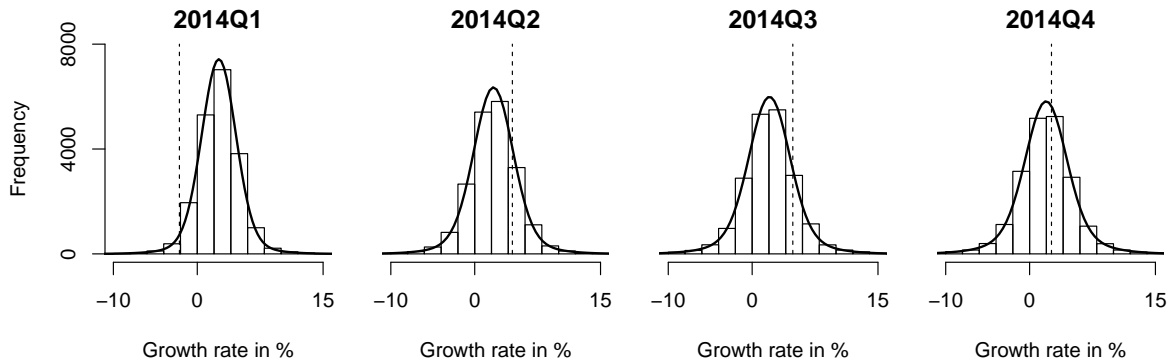 2014Q1 2014Q2 2014Q3 2014Q4
Frequency
8000
4000
0
−10 0 15 −10 0 15 −10 0 15 −10 0 15
Growth rate in % Growth rate in % Growth rate in % Growth rate in %